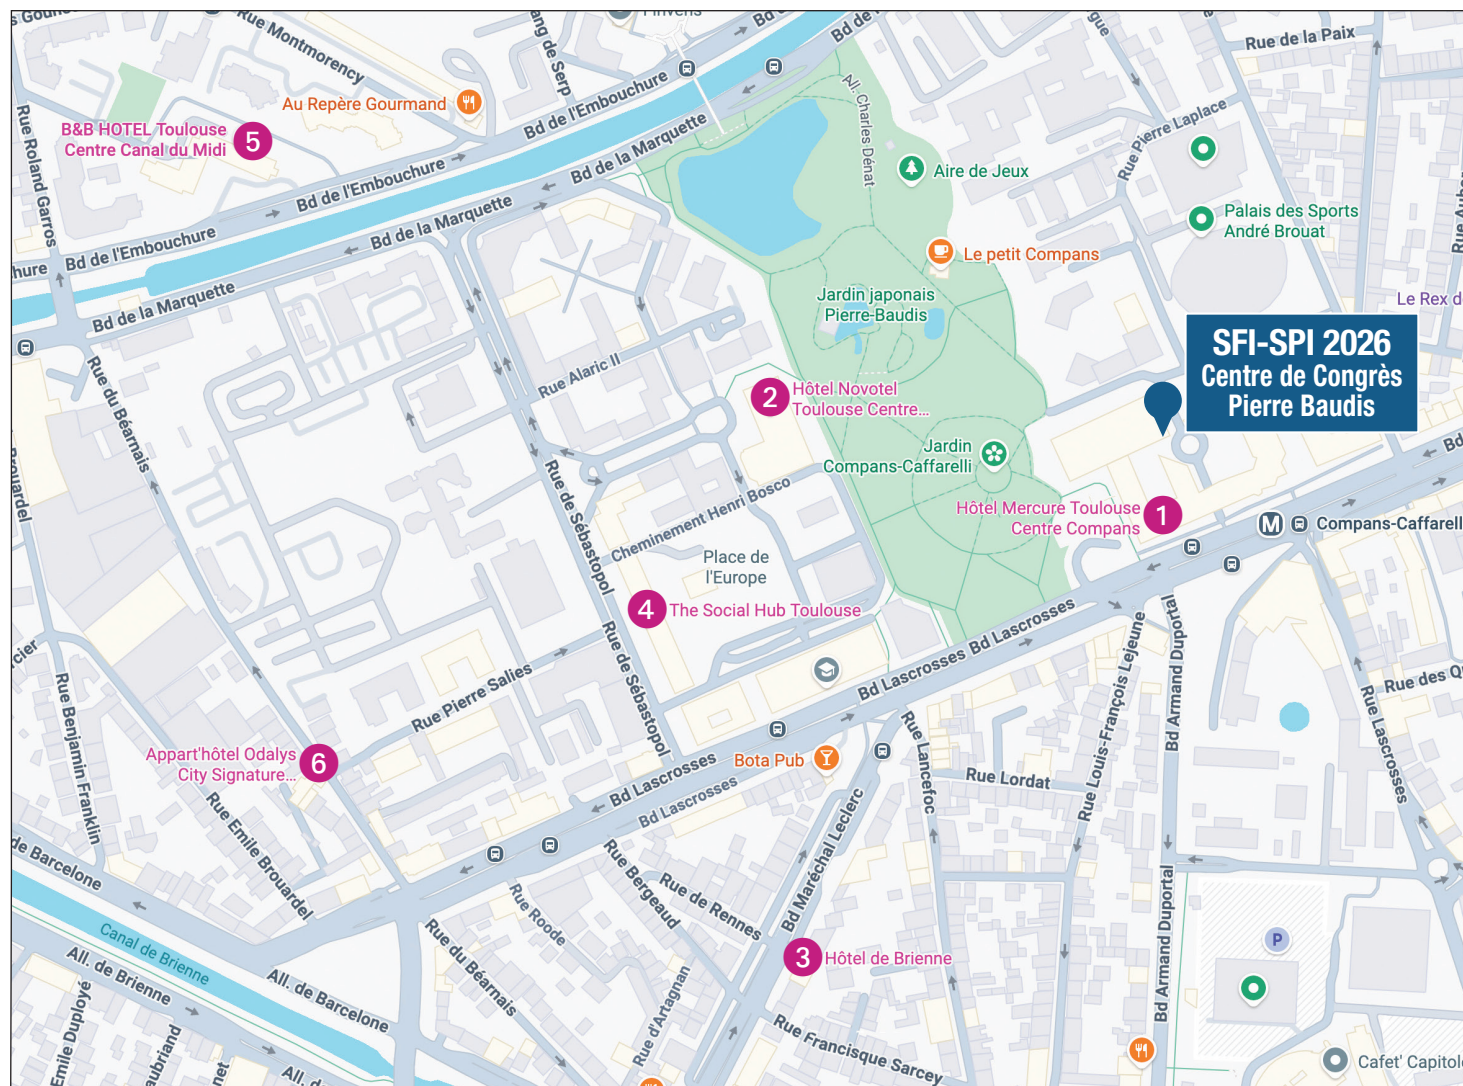 Rue Montmorency
Bd de l'Embouchure
Rue de la Paix
Au Repère Gourmand
All. Charles Dénat
Bd de la Marquette
Rue Pierre Laplace
B&B HOTEL Toulouse
Centre Canal du Midi
5
Rue Roland Garros
Aire de Jeux
Bd de l'Embouchure
Bd de la Marquette
Palais des Sports
André Brouat
Bd de l'Embouchure
Le petit Compans
Bd de la Marquette
Jardin japonais
Pierre-Baudis
Le Rex d
SFI-SPI 2026
Centre de Congrès
Pierre Baudis
Rue Alaric II
Rue du Béarnais
2
Hôtel Novotel
Toulouse Centre...
Jardin
Compans-Caffarelli
Bd
Brouardel
Rue de Sébastopol
Cheminement Henri Bosco
Hôtel Mercure Toulouse
Centre Compans
1
M
Compans-Caffarell
Place de
l'Europe
4
The Social Hub Toulouse
Bd Lascrosses
Bd Lascrosses
Rue de Sébastopol
Rue Pierre Salies
Rue Louis-François Lejeune
Bd Armand Duportal
Rue des Q
Rue Benjamin Franklin
Rue Lascrosses
Appart'hôtel Odalys
City Signature...
6
Bota Pub
Rue Lancefoc
Rue Lordat
Bd Lascrosses
Bd Lascrosses
Rue Emile Brouardel
Bd Maréchal Leclerc
de Barcelone
Rue Bergeaud
Rue de Rennes
Rue Roode
Bd Armand Duportal
Canal de Brienne
Rue du Béarnais
P
3
Hôtel de Brienne
All. de Brienne
All. de Barcelone
Rue d'Artagnan
Rue Francisque Sarcey
Emile Duployé
aubriand
All.
Cafet' Capitol